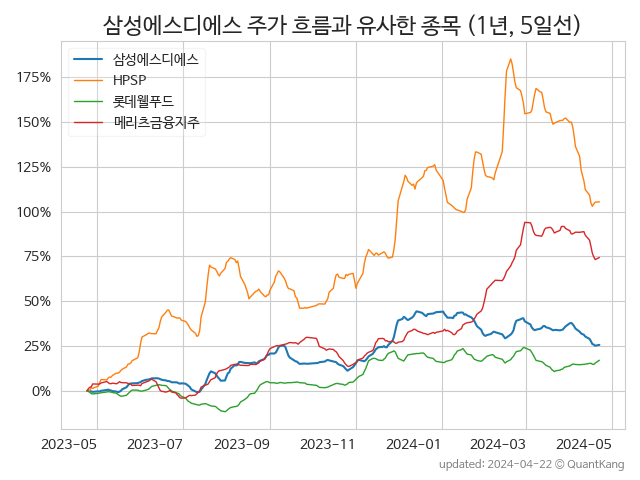 삼성에스디에스 주가 흐름과 유사한 종목 (1년, 5일선)
삼성에스디에스
HPSP
롯데웰푸드
메리츠금융지주
175%
150%
125%
100%
75%
50%
25%
0%
2023-05 2023-07 2023-09 2023-11 2024-01 2024-03 2024-05
updated: 2024-04-22 © QuantKang